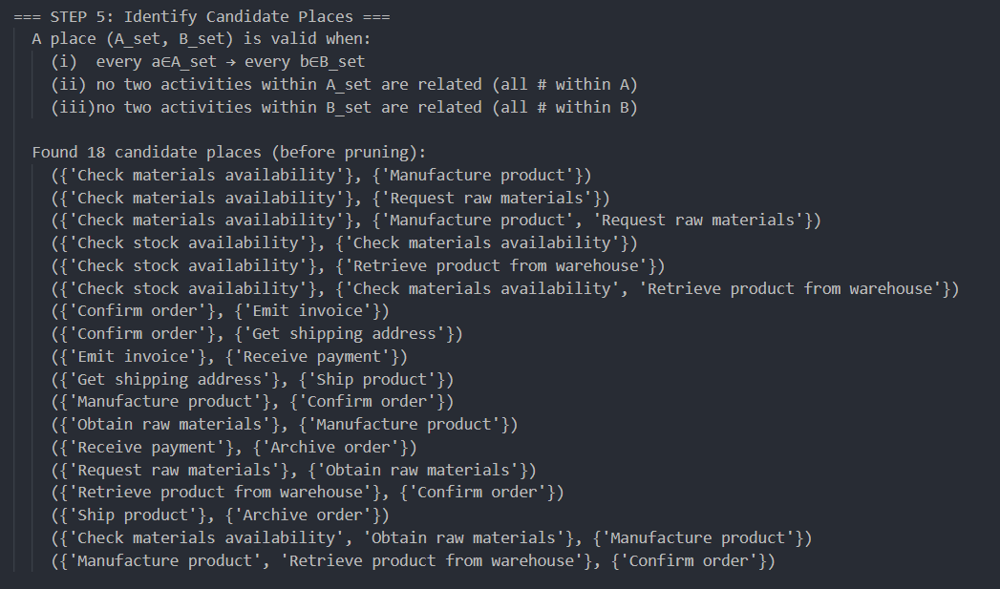 === STEP 5: Identify Candidate Places ===
A place (A_set, B_set) is valid when:
(i)  every a∈A_set → every b∈B_set
(ii) no two activities within A_set are related (all # within A)
(iii)no two activities within B_set are related (all # within B)
Found 18 candidate places (before pruning):
({'Check materials availability'}, {'Manufacture product'})
({'Check materials availability'}, {'Request raw materials'})
({'Check materials availability'}, {'Manufacture product', 'Request raw materials'})
({'Check stock availability'}, {'Check materials availability'})
({'Check stock availability'}, {'Retrieve product from warehouse'})
({'Check stock availability'}, {'Check materials availability', 'Retrieve product from warehouse'})
({'Confirm order'}, {'Emit invoice'})
({'Confirm order'}, {'Get shipping address'})
({'Emit invoice'}, {'Receive payment'})
({'Get shipping address'}, {'Ship product'})
({'Manufacture product'}, {'Confirm order'})
({'Obtain raw materials'}, {'Manufacture product'})
({'Receive payment'}, {'Archive order'})
({'Request raw materials'}, {'Obtain raw materials'})
({'Retrieve product from warehouse'}, {'Confirm order'})
({'Ship product'}, {'Archive order'})
({'Check materials availability', 'Obtain raw materials'}, {'Manufacture product'})
({'Manufacture product', 'Retrieve product from warehouse'}, {'Confirm order'})